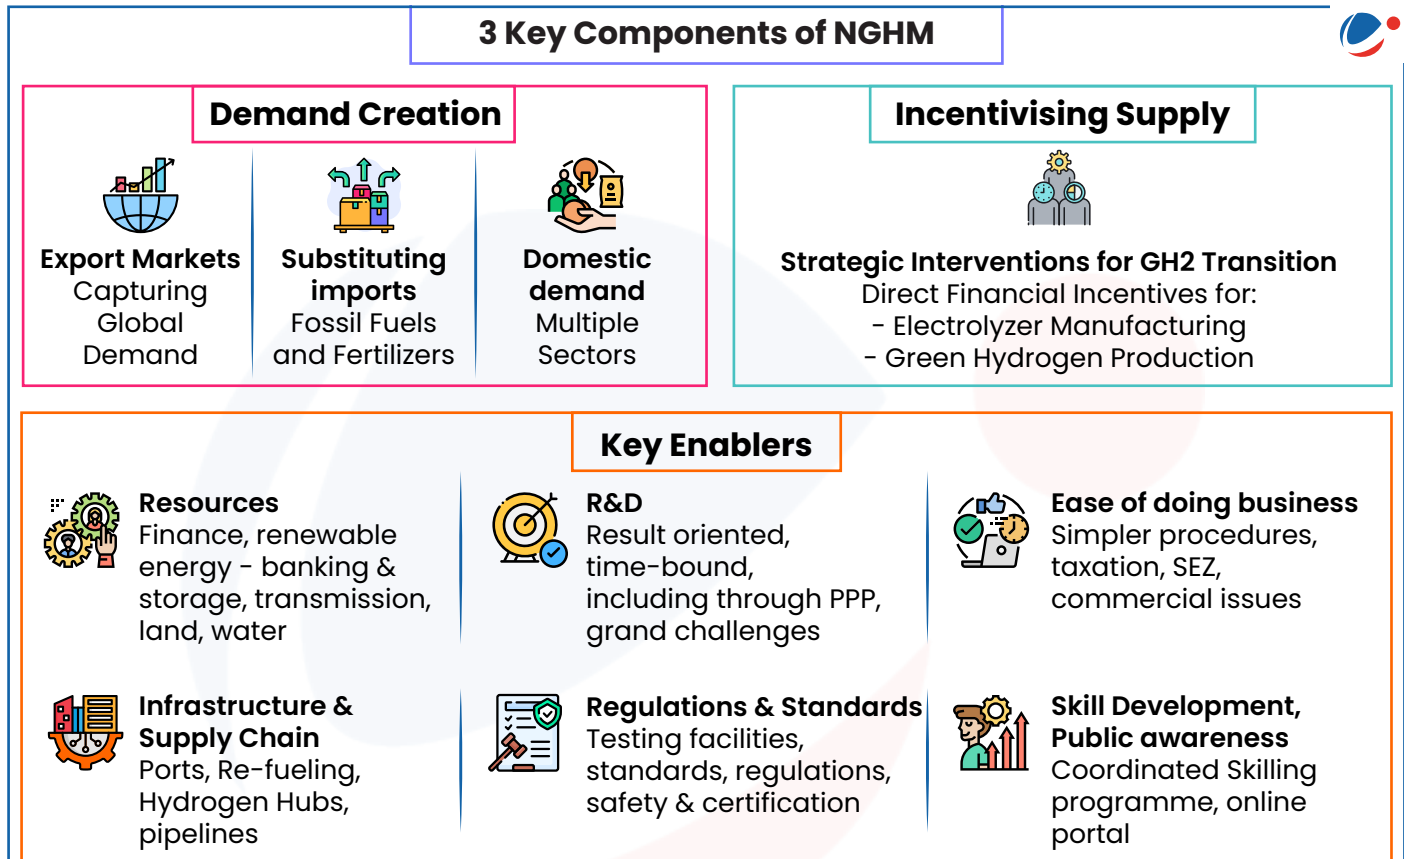 3 Key Components of NGHM
Demand Creation
Export Markets
Capturing
Global
Demand
Substituting
imports
Fossil Fuels
and Fertilizers
Domestic
demand
Multiple
Sectors
Incentivising Supply
Strategic Interventions for GH2 Transition
Direct Financial Incentives for:
- Electrolyzer Manufacturing
- Green Hydrogen Production
Key Enablers
Resources
Finance, renewable
energy - banking &
storage, transmission,
land, water
R&D
Result oriented,
time-bound,
including through PPP,
grand challenges
Ease of doing business
Simpler procedures,
taxation, SEZ,
commercial issues
Infrastructure &
Supply Chain
Ports, Re-fueling,
Hydrogen Hubs,
pipelines
Regulations & Standards
Testing facilities,
standards, regulations,
safety & certification
Skill Development,
Public awareness
Coordinated Skilling
programme, online
portal